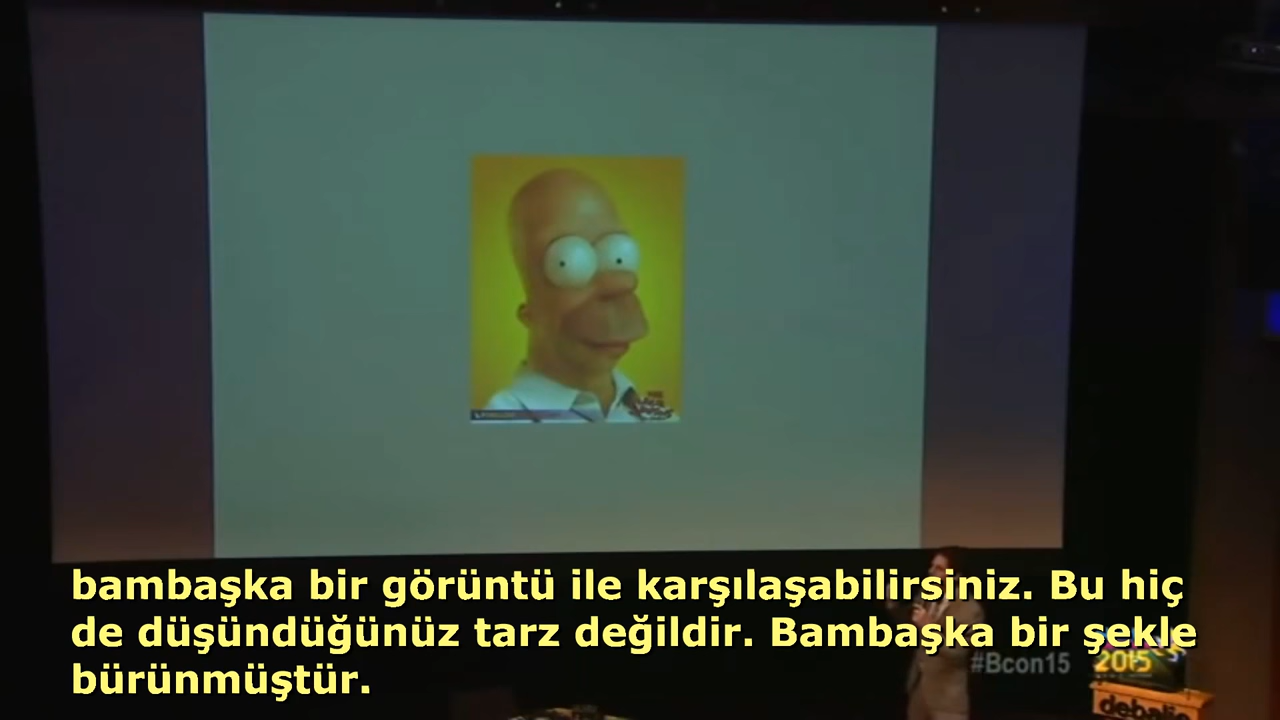 bambaşka bir görüntü ile karşılaşabilirsiniz. Bu hiç
de düşündüğünüz tarz değildir. Bambaşka bir şekle
bürünmüştür.
#Bcon15
2015